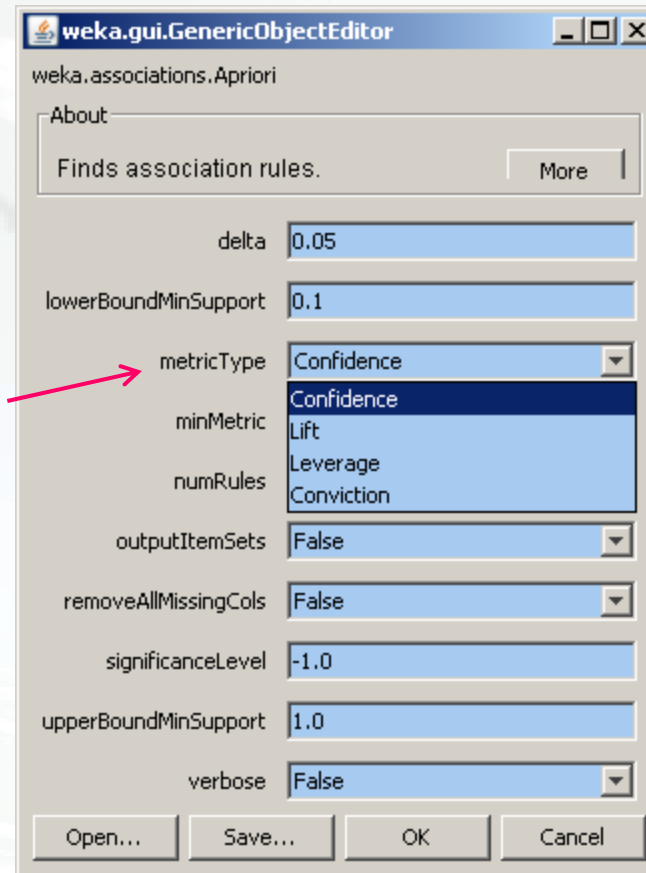 weka.gui.GenericObjectEditor
weka.associations.Apriori
About
Finds association rules.
More
delta 0.05
lowerBoundMinSupport 0.1
metricType Confidence
Confidence
minMetric Lift
Leverage
numRules Conviction
outputItemSets False
removeAllMissingCols False
significanceLevel -1.0
upperBoundMinSupport 1.0
verbose False
Open... Save... OK Cancel